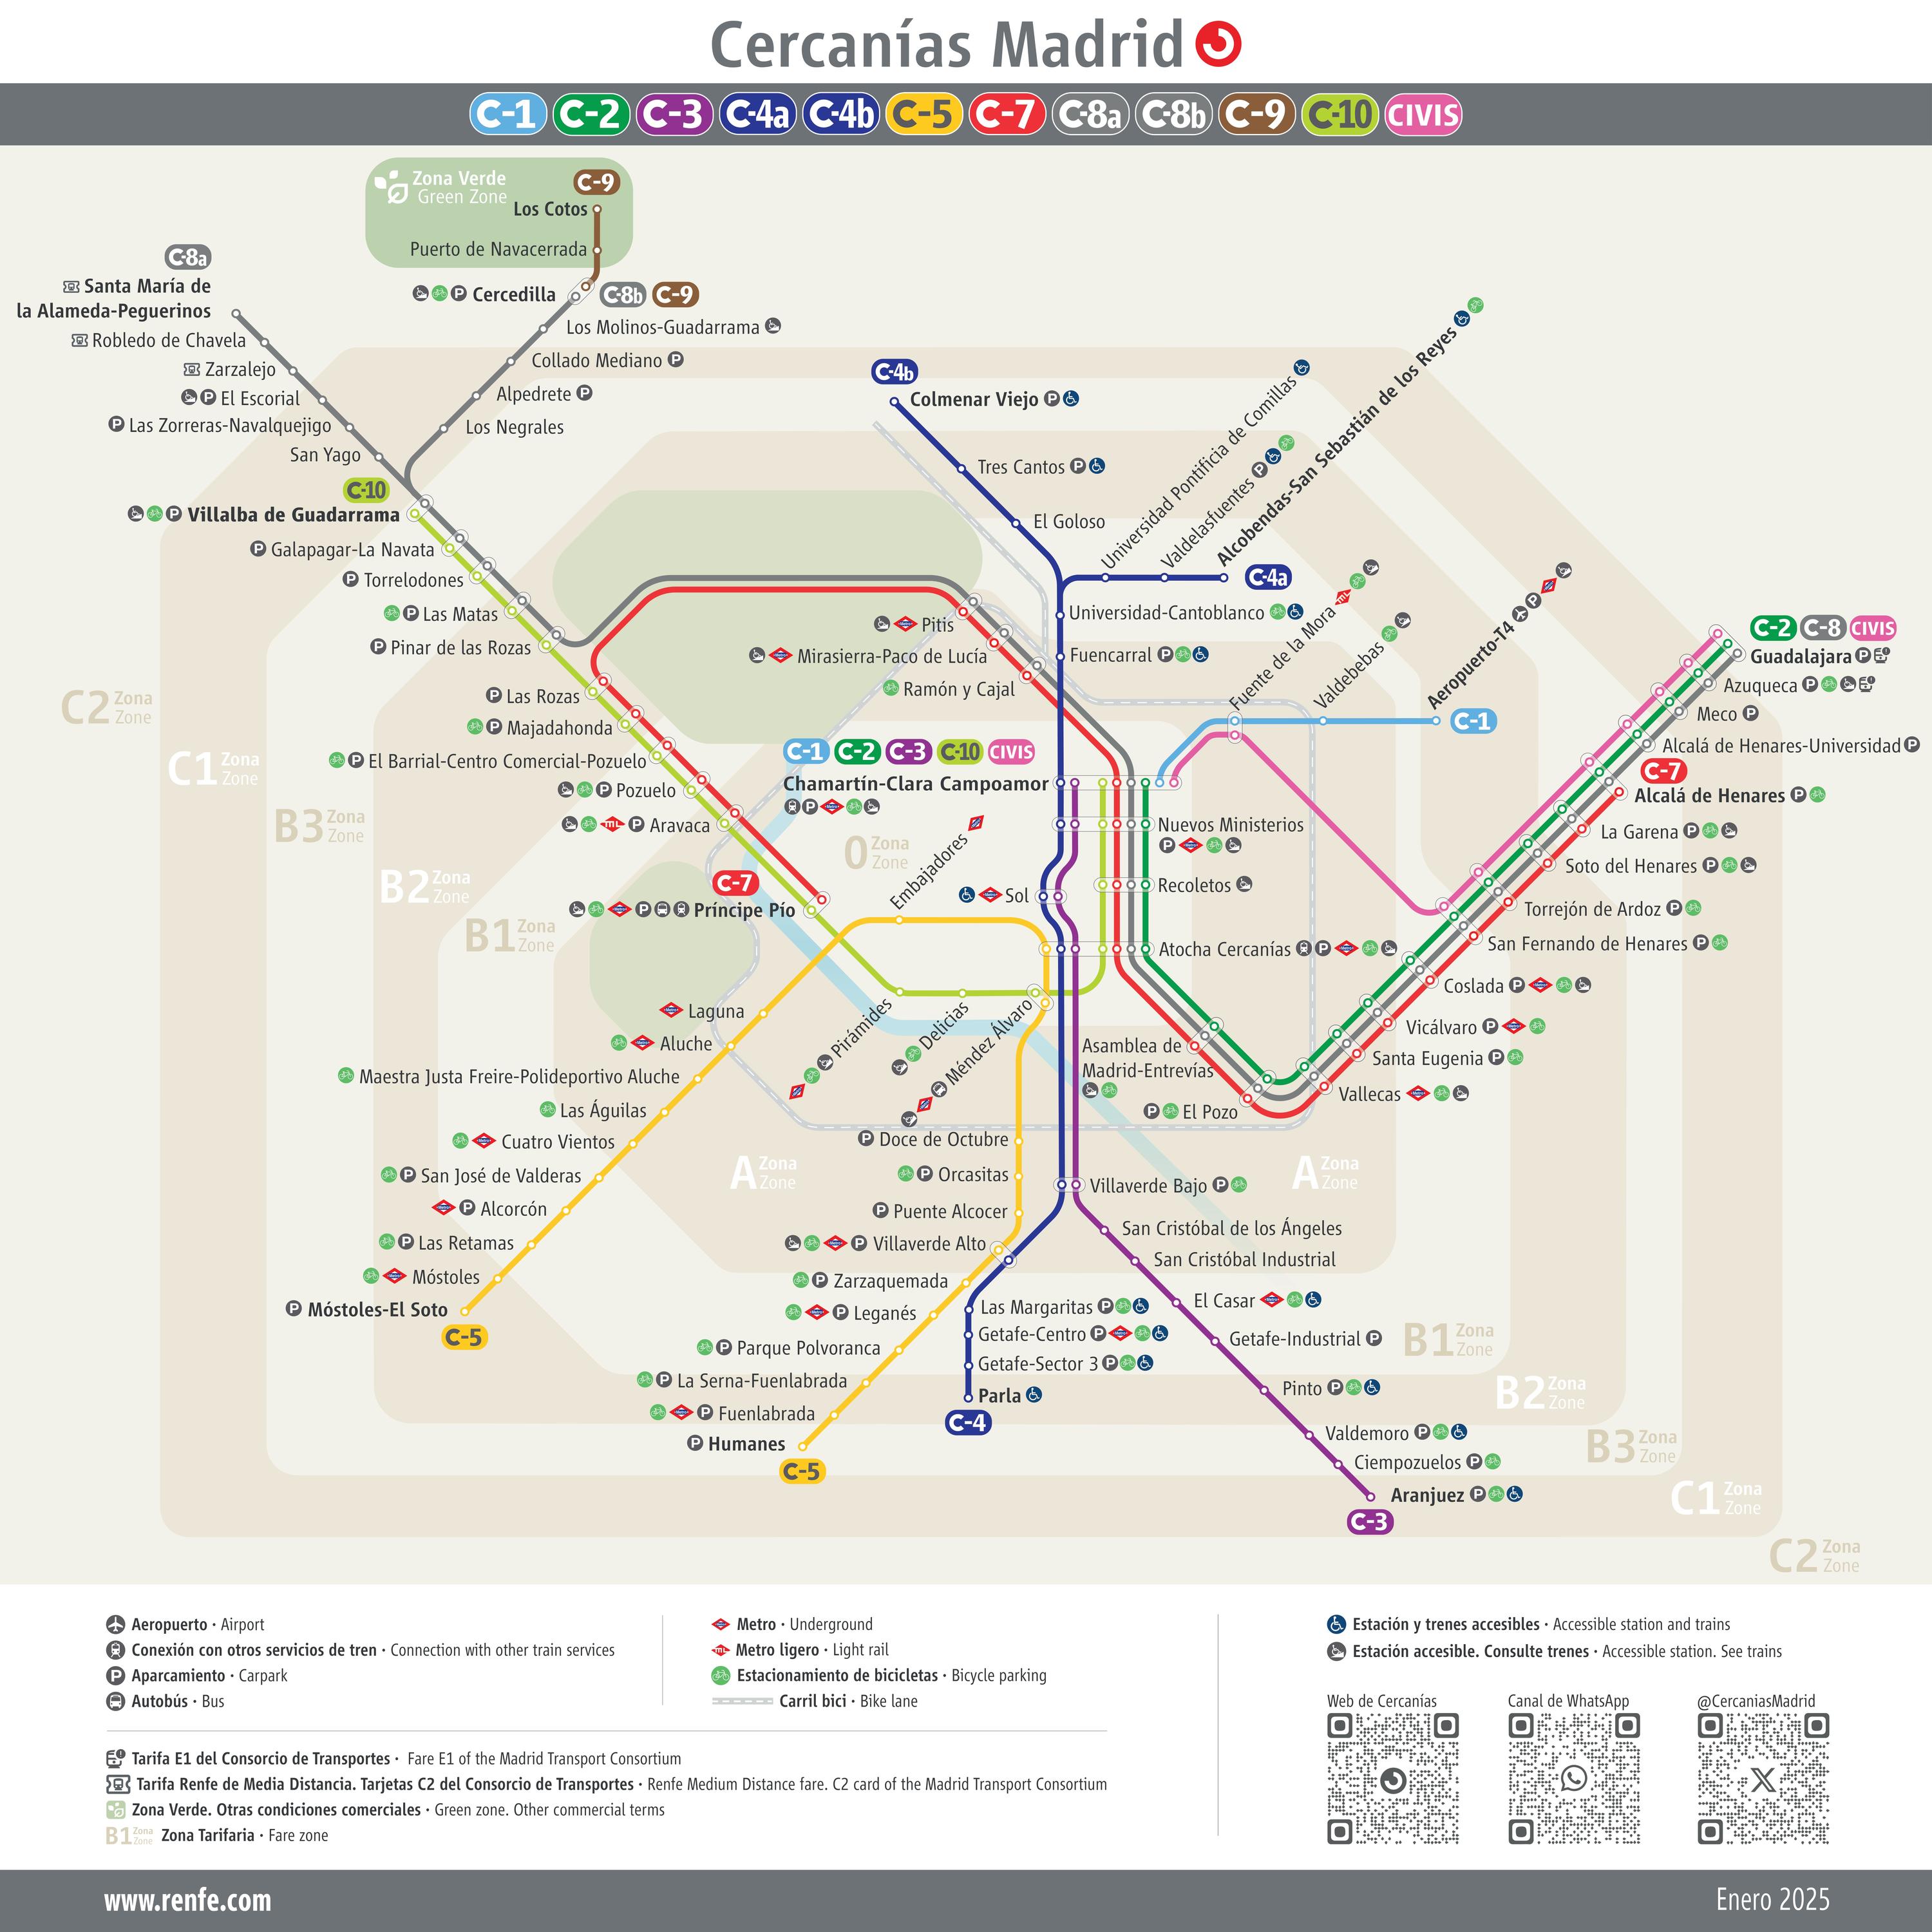 Cercanías Madrid
C-1 C-2 C-3 C-4a C-4b C-5 C-7 C-8a C-8b C-9 C-10 CIVIS
Zona Verde
Green Zone
C-9
Los Cotos
Puerto de Navacerrada
Cercedilla
C-8b C-9
Los Molinos-Guadarrama
Collado Mediano
Alpedrete
Los Negrales
C-8a
Santa María de
la Alameda-Peguerinos
Robledo de Chavela
Zarzalejo
El Escorial
Las Zorreras-Navalquejigo
San Yago
C-10
Villalba de Guadarrama
Galapagar-La Navata
Torrelodones
Las Matas
Pinar de las Rozas
Las Rozas
Majadahonda
El Barrial-Centro Comercial-Pozuelo
Pozuelo
Aravaca
C-7
Príncipe Pío
Pitis
Mirasierra-Paco de Lucía
Ramón y Cajal
C-4b
Colmenar Viejo
Tres Cantos
El Goloso
Universidad Pontificia de Comillas
Valdelasfuentes
Alcobendas-San Sebastián de los Reyes
C-4a
Universidad-Cantoblanco
Fuencarral
Fuente de la Mora
Valdebebas
Aeropuerto-T4
C-1
C-1 C-2 C-3 C-10 CIVIS
Chamartín-Clara Campoamor
Nuevos Ministerios
Recoletos
Sol
Embajadores
Atocha Cercanías
C-2 C-8 CIVIS
Guadalajara
Azuqueca
Meco
Alcalá de Henares-Universidad
C-7
Alcalá de Henares
La Garena
Soto del Henares
Torrejón de Ardoz
San Fernando de Henares
Coslada
Vicálvaro
Santa Eugenia
Vallecas
El Pozo
Asamblea de
Madrid-Entrevías
Pirámides
Delicias
Méndez Álvaro
Laguna
Aluche
Maestra Justa Freire-Polideportivo Aluche
Las Águilas
Cuatro Vientos
San José de Valderas
Alcorcón
Las Retamas
Móstoles
Móstoles-El Soto
C-5
Doce de Octubre
Orcasitas
Puente Alcocer
Villaverde Alto
Zarzaquemada
Leganés
Parque Polvoranca
La Serna-Fuenlabrada
Fuenlabrada
Humanes
C-5
Las Margaritas
Getafe-Centro
Getafe-Sector 3
Parla
C-4
Villaverde Bajo
San Cristóbal de los Ángeles
San Cristóbal Industrial
El Casar
Getafe-Industrial
Pinto
Valdemoro
Ciempozuelos
Aranjuez
C-3
C2 Zona
Zone
C1 Zona
Zone
B3 Zona
Zone
B2 Zona
Zone
B1 Zona
Zone
0 Zona
Zone
A Zona
Zone
A Zona
Zone
B1 Zona
Zone
B2 Zona
Zone
B3 Zona
Zone
C1 Zona
Zone
C2 Zona
Zone
Aeropuerto · Airport
Conexión con otros servicios de tren · Connection with other train services
Aparcamiento · Carpark
Autobús · Bus
Metro · Underground
Metro ligero · Light rail
Estacionamiento de bicicletas · Bicycle parking
Carril bici · Bike lane
Estación y trenes accesibles · Accessible station and trains
Estación accesible. Consulte trenes · Accessible station. See trains
Tarifa E1 del Consorcio de Transportes · Fare E1 of the Madrid Transport Consortium
Tarifa Renfe de Media Distancia. Tarjetas C2 del Consorcio de Transportes · Renfe Medium Distance fare. C2 card of the Madrid Transport Consortium
Zona Verde. Otras condiciones comerciales · Green zone. Other commercial terms
B1 Zona Zone Zona Tarifaria · Fare zone
Web de Cercanías
Canal de WhatsApp
@CercaniasMadrid
www.renfe.com
Enero 2025